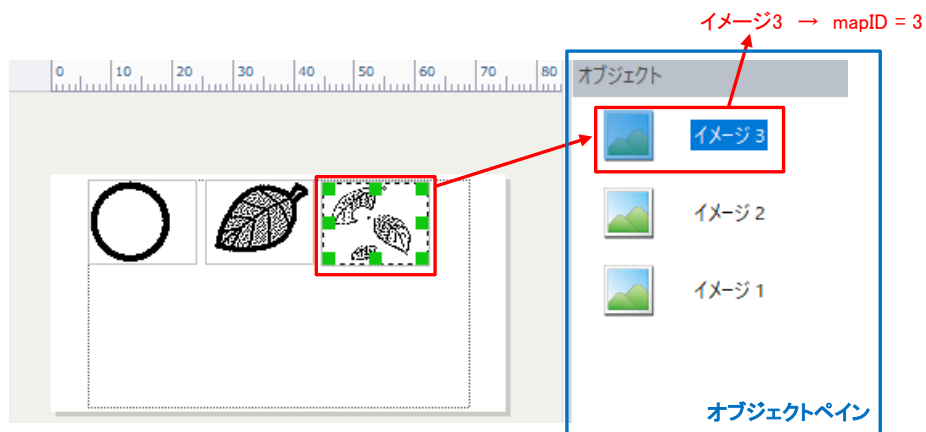 イメージ3 → mapID = 3
0 10 20 30 40 50 60 70 80
オブジェクト
イメージ 3
イメージ 2
イメージ 1
オブジェクトペイン